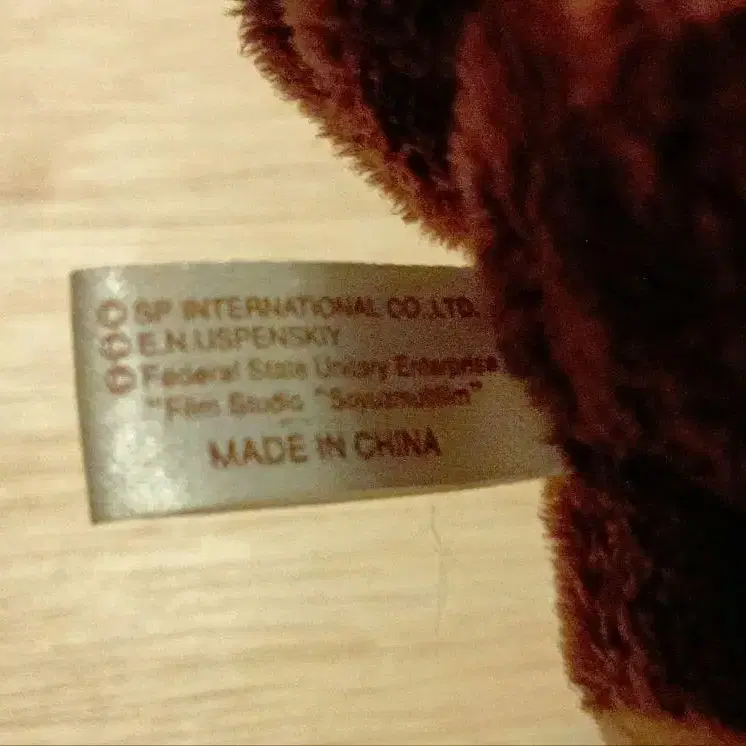 © SP INTERNATIONAL CO.,LTD.
© E.N.USPENSKIY
© Federal State Unitary Enterprise
"Film Studio "Soyuzmultfilm"
MADE IN CHINA